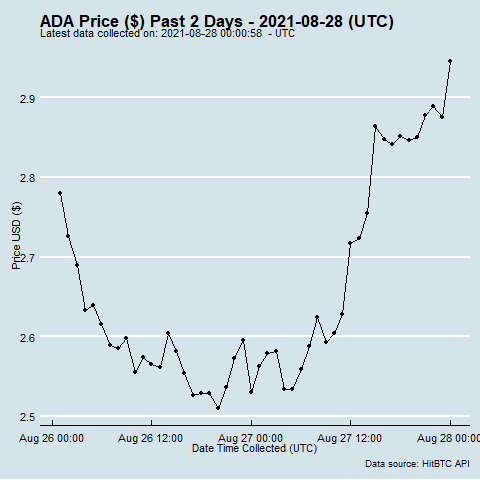 ADA Price ($) Past 2 Days - 2021-08-28 (UTC)
Latest data collected on: 2021-08-28 00:00:58 - UTC
2.9
2.8
2.7
2.6
2.5
Price USD ($)
Aug 26 00:00 Aug 26 12:00 Aug 27 00:00 Aug 27 12:00 Aug 28 00:00
Date Time Collected (UTC)
Data source: HitBTC API